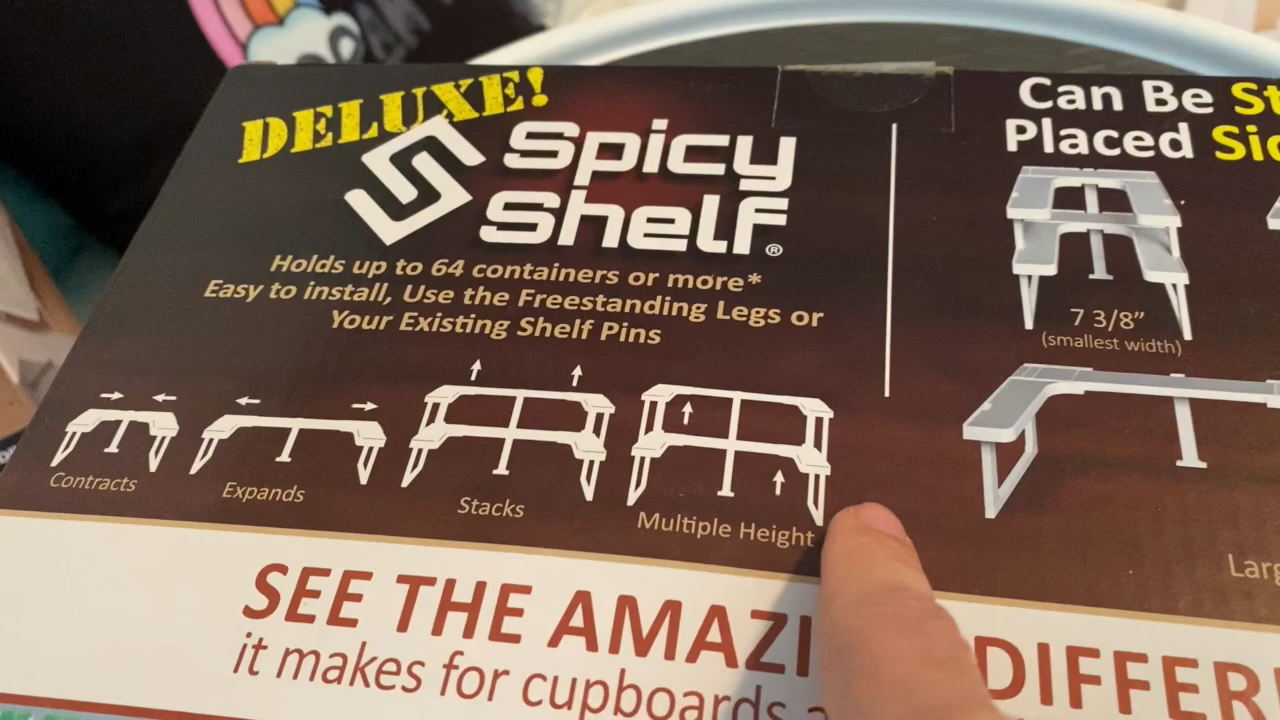 DELUXE!
Spicy
Shelf®
Holds up to 64 containers or more*
Easy to install, Use the Freestanding Legs or
Your Existing Shelf Pins
Contracts
Expands
Stacks
Multiple Height
Can Be
Placed
7 3/8”
(smallest width)
SEE THE
it makes for cupboards